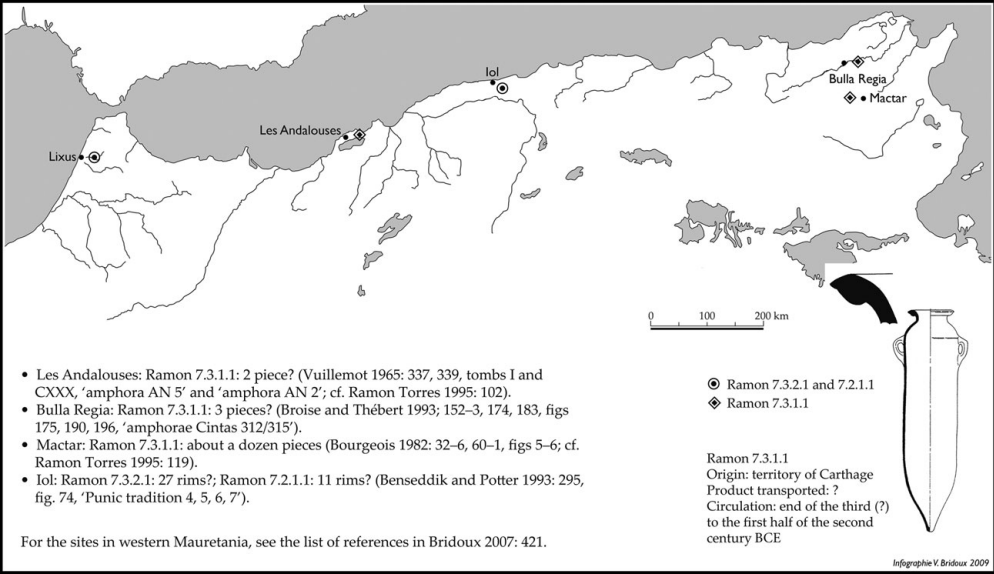 Iol
Bulla Regia
Mactar
Les Andalouses
Lixus
0 100 200 km
• Les Andalouses: Ramon 7.3.1.1: 2 piece? (Vuillemot 1965: 337, 339, tombs I and
CXXX, ‘amphora AN 5’ and ‘amphora AN 2’; cf. Ramon Torres 1995: 102).
• Bulla Regia: Ramon 7.3.1.1: 3 pieces? (Broise and Thébert 1993; 152–3, 174, 183, figs
175, 190, 196, ‘amphorae Cintas 312/315’).
• Mactar: Ramon 7.3.1.1: about a dozen pieces (Bourgeois 1982: 32–6, 60–1, figs 5–6; cf.
Ramon Torres 1995: 119).
• Iol: Ramon 7.3.2.1: 27 rims?; Ramon 7.2.1.1: 11 rims? (Benseddik and Potter 1993: 295,
fig. 74, ‘Punic tradition 4, 5, 6, 7’).
For the sites in western Mauretania, see the list of references in Bridoux 2007: 421.
Ramon 7.3.2.1 and 7.2.1.1
Ramon 7.3.1.1
Ramon 7.3.1.1
Origin: territory of Carthage
Product transported: ?
Circulation: end of the third (?)
to the first half of the second
century BCE
Infographie V. Bridoux 2009